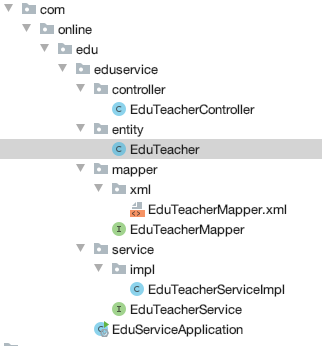 com
online
edu
eduservice
controller
EduTeacherController
entity
EduTeacher
mapper
xml
EduTeacherMapper.xml
EduTeacherMapper
service
impl
EduTeacherServiceImpl
EduTeacherService
EduServiceApplication